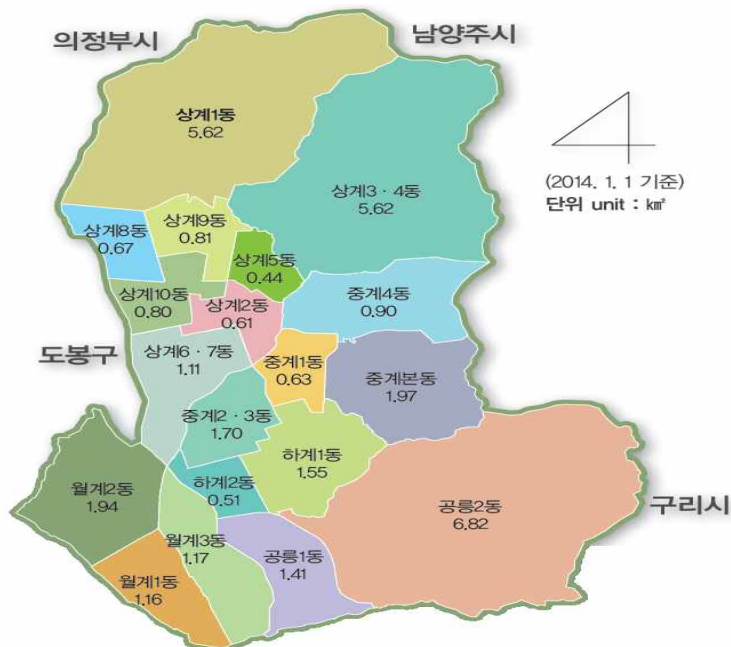 의정부시
남양주시
상계1동
5.62
상계3 · 4동
5.62
(2014. 1. 1 기준)
단위 unit : ㎢
상계8동
0.67
상계9동
0.81
상계5동
0.44
상계10동
0.80
상계2동
0.61
중계4동
0.90
도봉구
상계6 · 7동
1.11
중계1동
0.63
중계본동
1.97
중계2 · 3동
1.70
하계1동
1.55
월계2동
1.94
하계2동
0.51
공릉2동
6.82
구리시
월계3동
1.17
공릉1동
1.41
월계1동
1.16